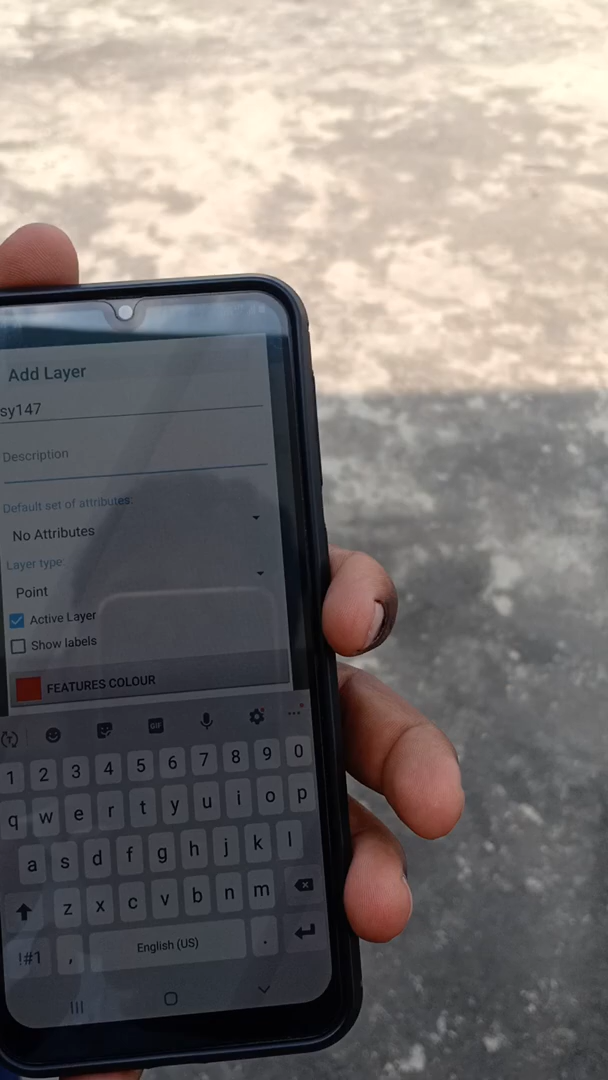 Add Layer
sy147
Description
Default set of attributes:
No Attributes
Layer type:
Point
Active Layer
Show labels
FEATURES COLOUR
GIF
1 2 3 4 5 6 7 8 9 0
q w e r t y u i o p
a s d f g h j k l
z x c v b n m
!#1 , English (US) .